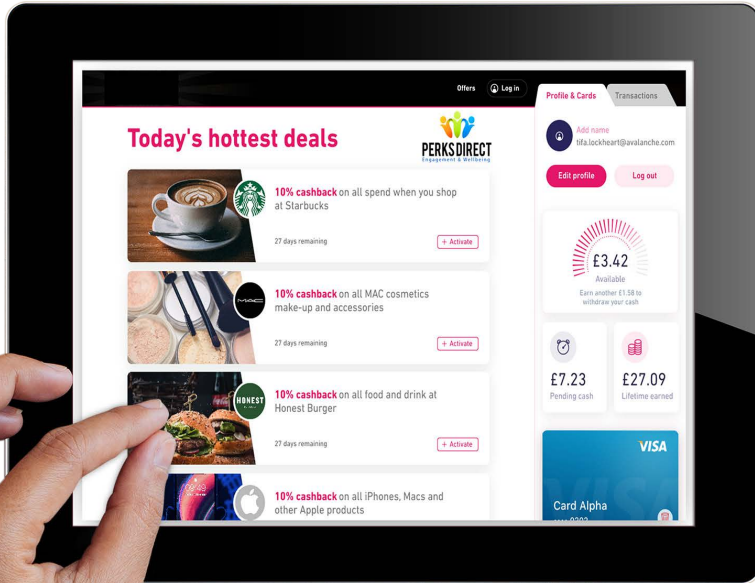 Offers
Log in
Profile & Cards
Transactions
Today's hottest deals
PERKS DIRECT
Engagement & Wellbeing
Add name
tifa.lockheart@avalanche.com
Edit profile
Log out
10% cashback on all spend when you shop
at Starbucks
27 days remaining
+ Activate
£3.42
Available
Earn another £1.58 to
withdraw your cash
MAC
10% cashback on all MAC cosmetics
make-up and accessories
27 days remaining
+ Activate
£7.23
Pending cash
£27.09
Lifetime earned
HONEST
10% cashback on all food and drink at
Honest Burger
27 days remaining
+ Activate
VISA
10% cashback on all iPhones, Macs and
other Apple products
Card Alpha